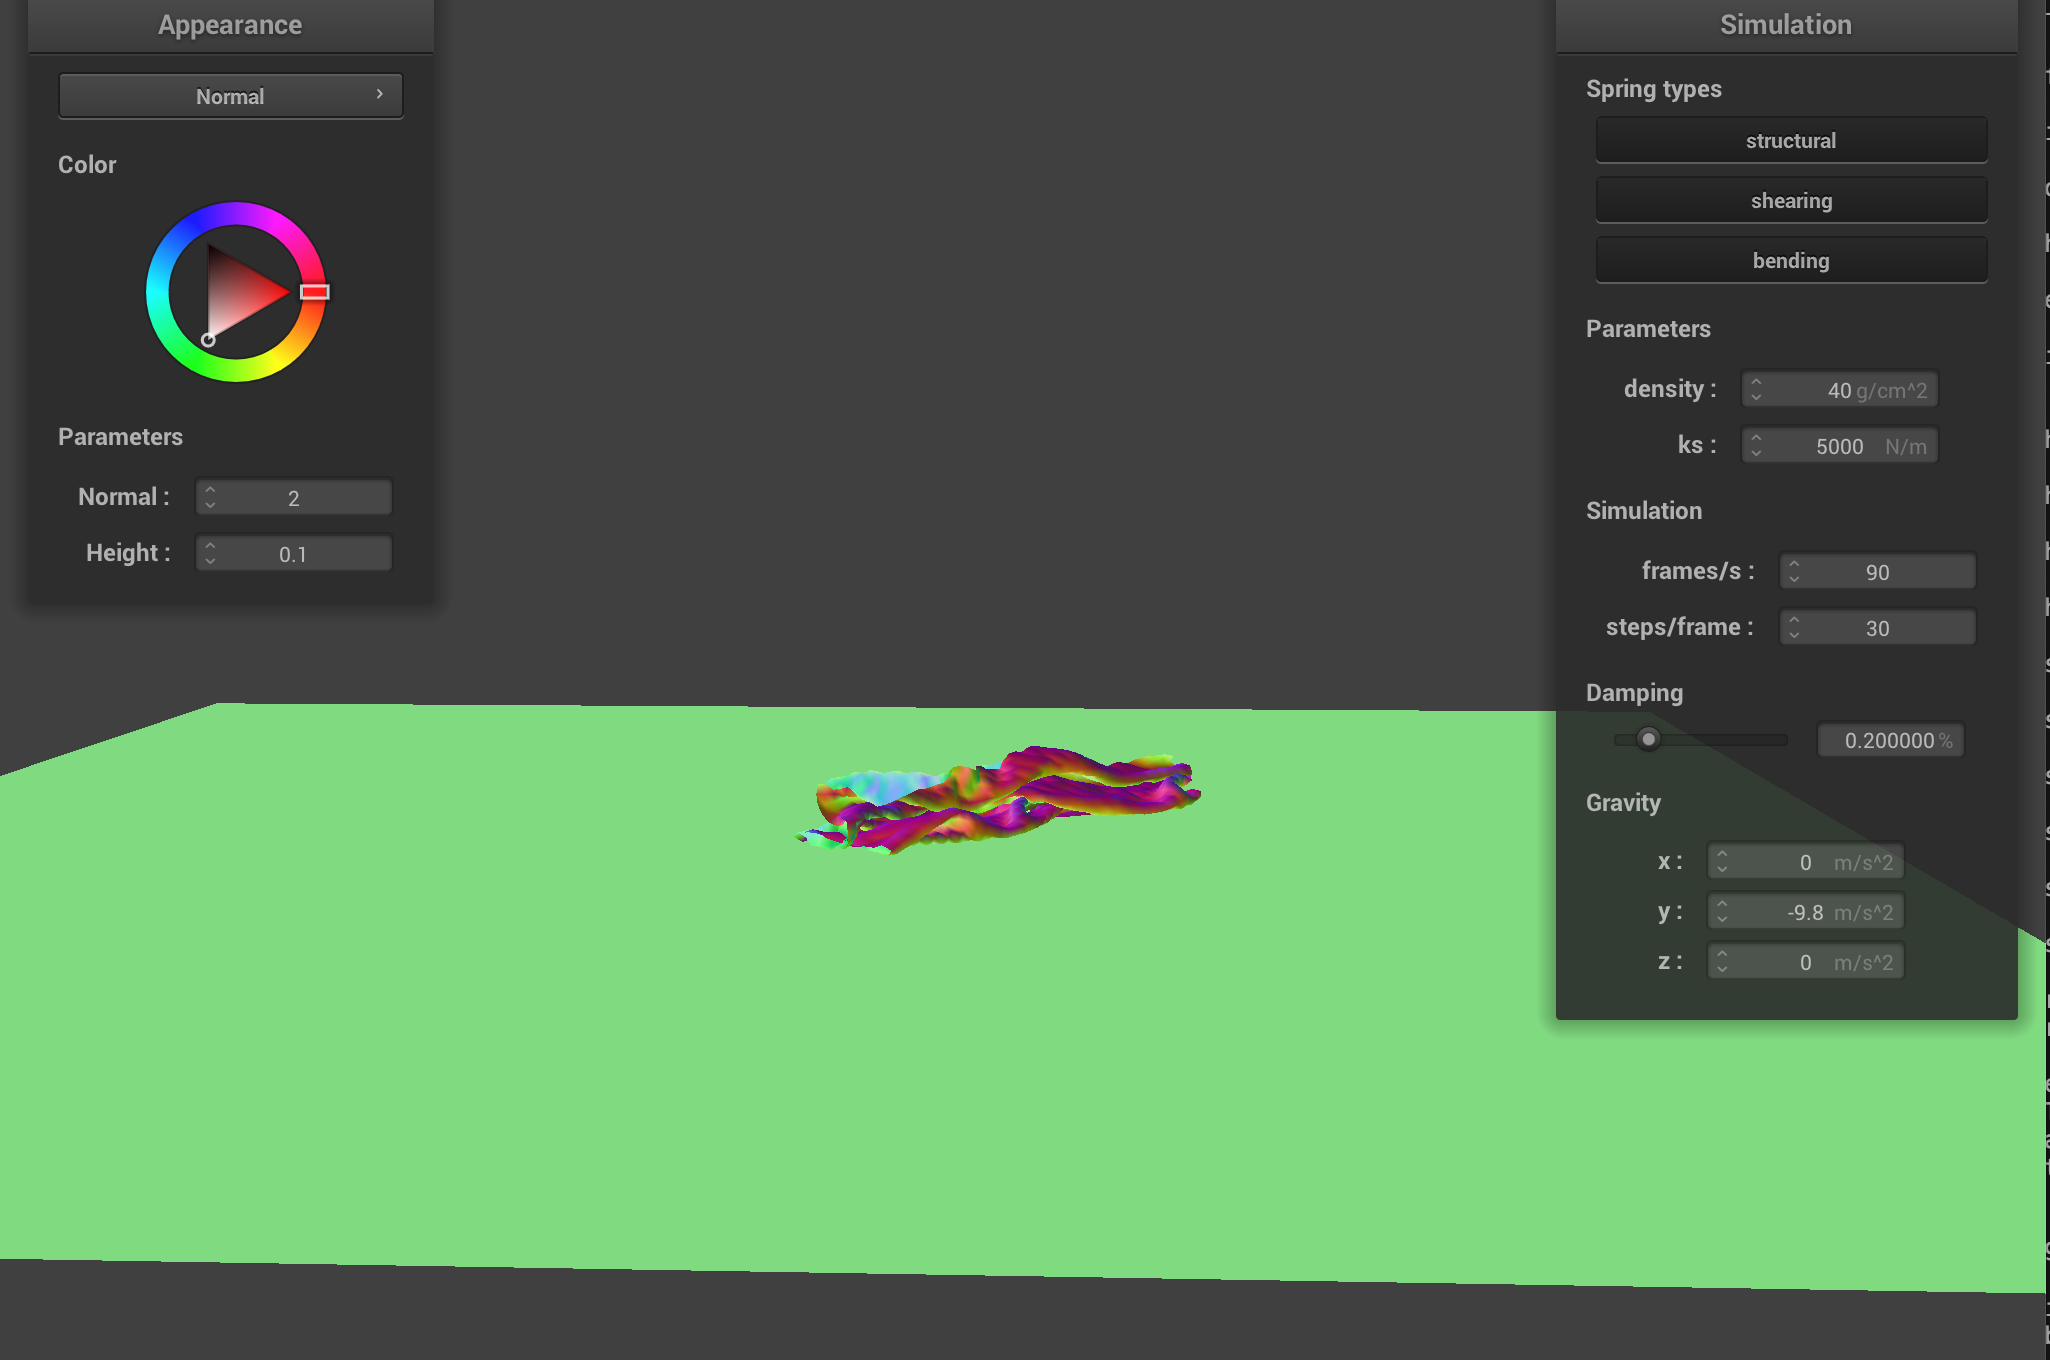 Appearance
Normal
Color
Parameters
Normal : 2
Height : 0.1
Simulation
Spring types
structural
shearing
bending
Parameters
density : 40 g/cm^2
ks : 5000 N/m
Simulation
frames/s : 90
steps/frame : 30
Damping
0.200000 %
Gravity
x : 0 m/s^2
y : -9.8 m/s^2
z : 0 m/s^2